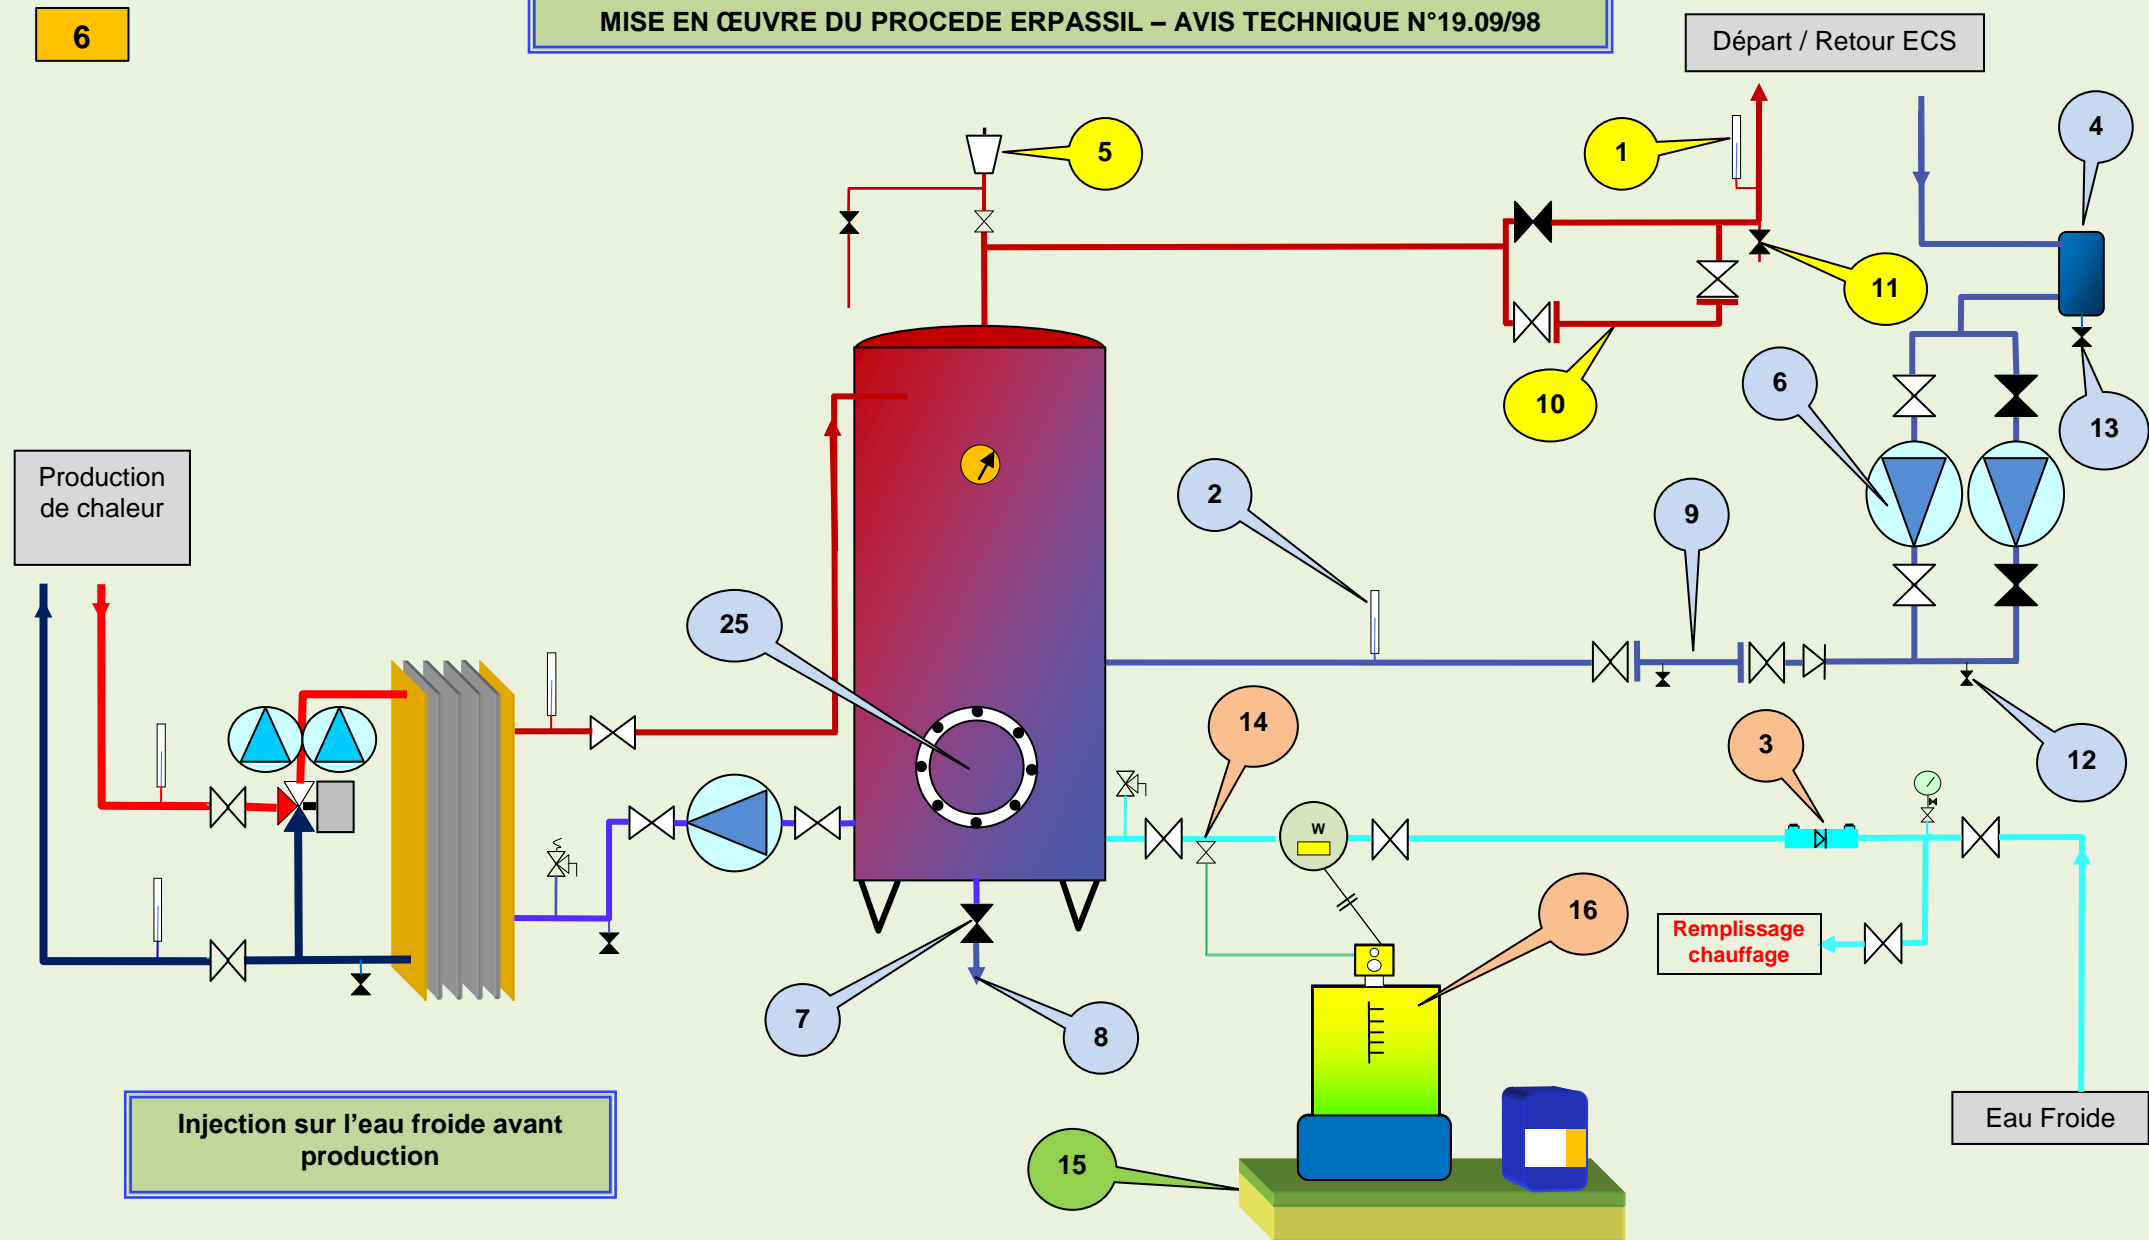 MISE EN ŒUVRE DU PROCEDE ERPASSIL – AVIS TECHNIQUE N°19.09/98
6
Départ / Retour ECS
4
5
1
11
6
10
13
Production
de chaleur
2
9
25
14
3
12
W
16
Remplissage
chauffage
7
8
Injection sur l'eau froide avant
production
Eau Froide
15